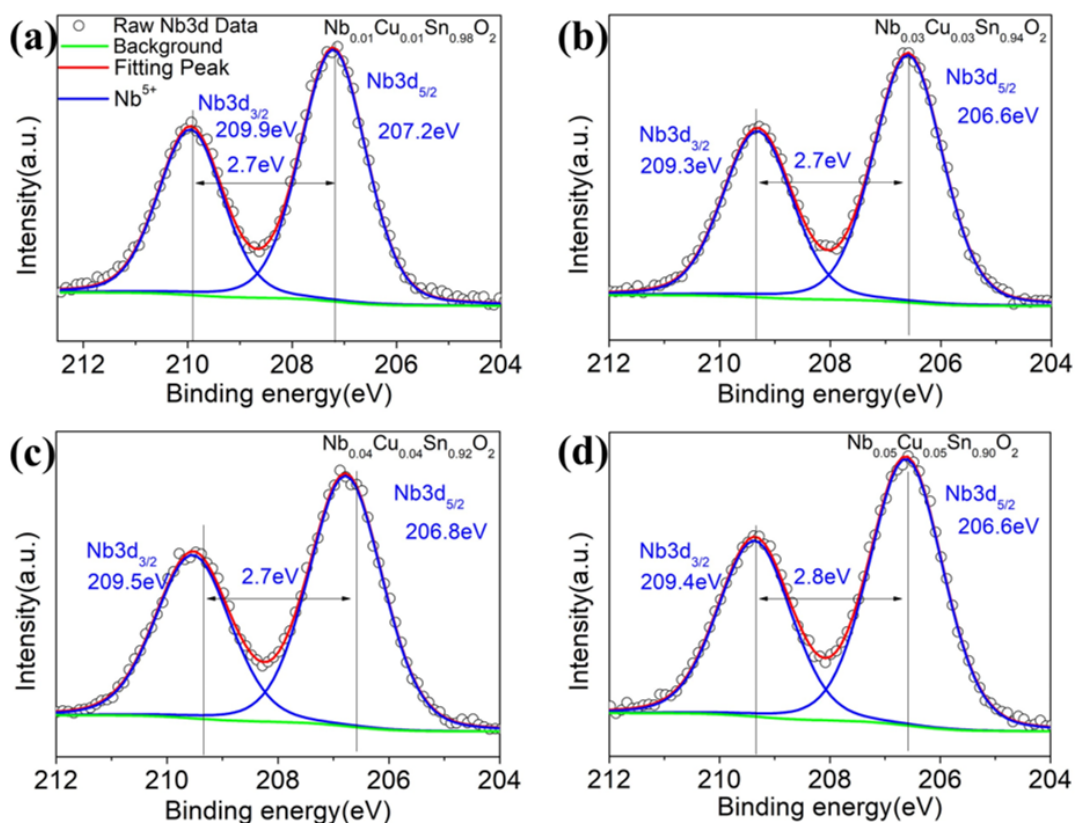 (a)
Raw Nb3d Data
Background
Fitting Peak
Nb5+
Nb0.01Cu0.01Sn0.98O2
Nb3d3/2
209.9eV
2.7eV
Nb3d5/2
207.2eV
Intensity(a.u.)
212 210 208 206 204
Binding energy(eV)
(b)
Nb0.03Cu0.03Sn0.94O2
Nb3d3/2
209.3eV
2.7eV
Nb3d5/2
206.6eV
Intensity(a.u.)
212 210 208 206 204
Binding energy(eV)
(c)
Nb0.04Cu0.04Sn0.92O2
Nb3d3/2
209.5eV
2.7eV
Nb3d5/2
206.8eV
Intensity(a.u.)
212 210 208 206 204
Binding energy(eV)
(d)
Nb0.05Cu0.05Sn0.90O2
Nb3d3/2
209.4eV
2.8eV
Nb3d5/2
206.6eV
Intensity(a.u.)
212 210 208 206 204
Binding energy(eV)